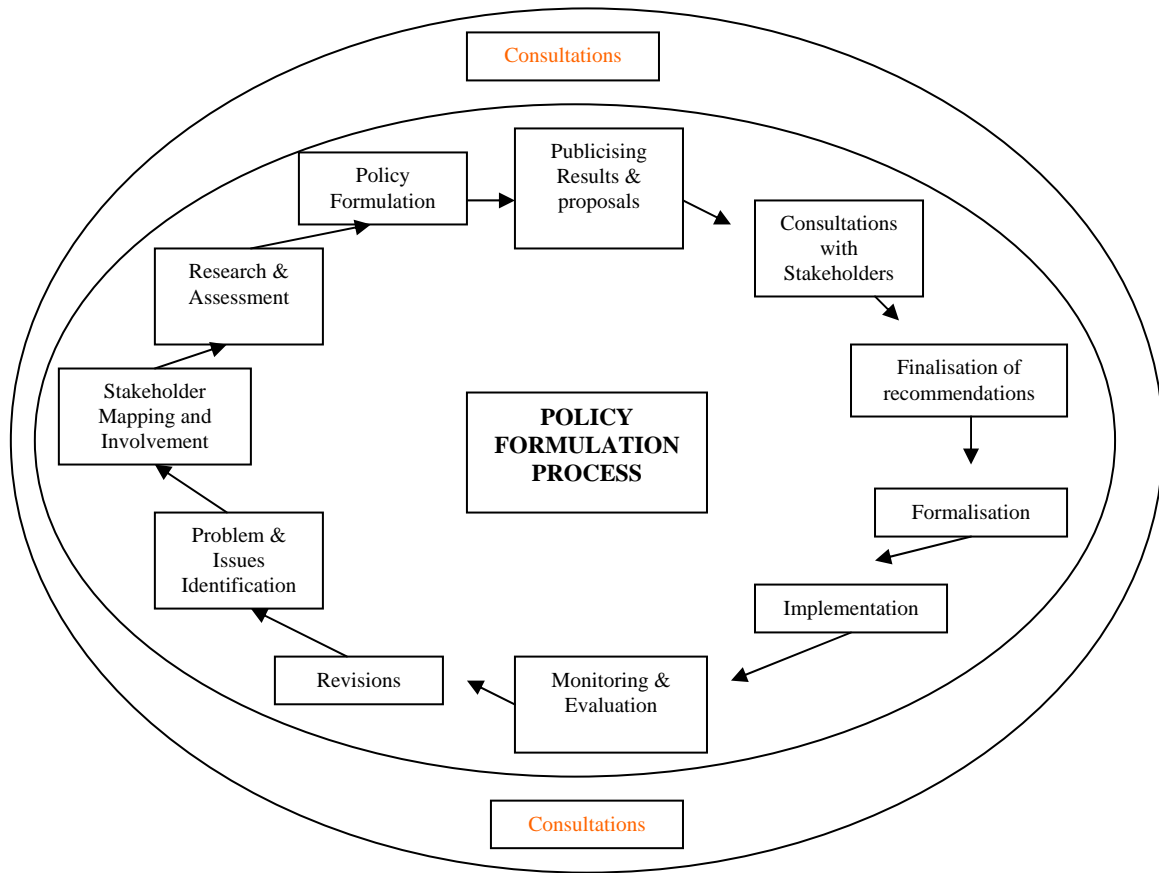 Consultations
Publicising
Results &
proposals
Policy
Formulation
Consultations
with
Stakeholders
Research &
Assessment
Finalisation of
recommendations
Stakeholder
Mapping and
Involvement
POLICY
FORMULATION
PROCESS
Formalisation
Problem &
Issues
Identification
Implementation
Revisions
Monitoring &
Evaluation
Consultations